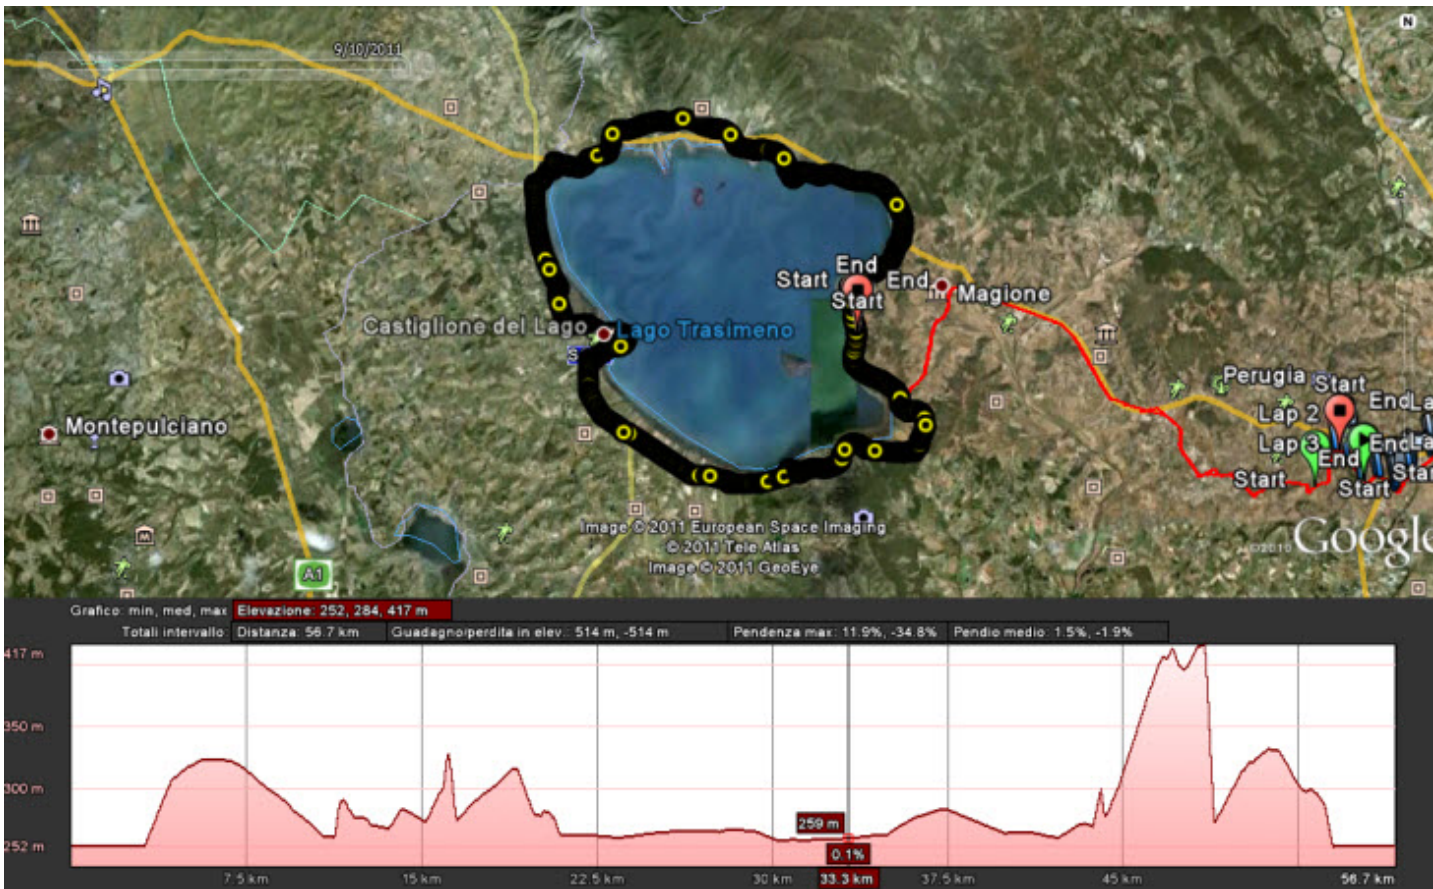 N
9/10/2011
End
Start
End
Start
Magione
Castiglione del Lago
Lago Trasimeno
S
Perugia
Start
End
La
Lap 2
Montepulciano
Lap 3
End
La
End
Start
Start
Start
Image © 2011 European Space Imaging
© 2011 Tele Atlas
Image © 2011 GeoEye
©2010 Google
A1
Grafico: min, med, max Elevazione: 252, 284, 417 m
Totali intervallo: Distanza: 56.7 km Guadagno/perdita in elev.: 514 m, -514 m Pendenza max: 11.9%, -34.8% Pendio medio: 1.5%, -1.9%
417 m
350 m
300 m
259 m
252 m
0.1%
7.5 km 15 km 22.5 km 30 km 33.3 km 37.5 km 45 km 56.7 km